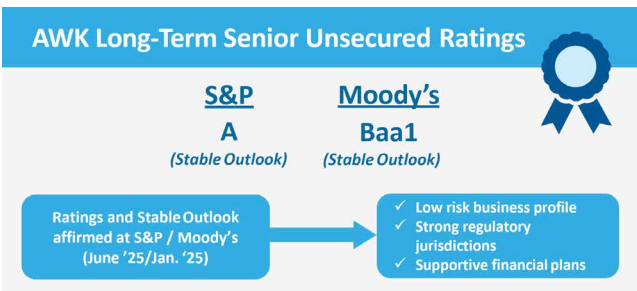 AWK Long-Term Senior Unsecured Ratings
S&P
Moody's
A
Baa1
(Stable Outlook)
(Stable Outlook)
Ratings and Stable Outlook
affirmed at S&P / Moody's
(June '25/Jan. '25)
✓ Low risk business profile
✓ Strong regulatory
jurisdictions
✓ Supportive financial plans